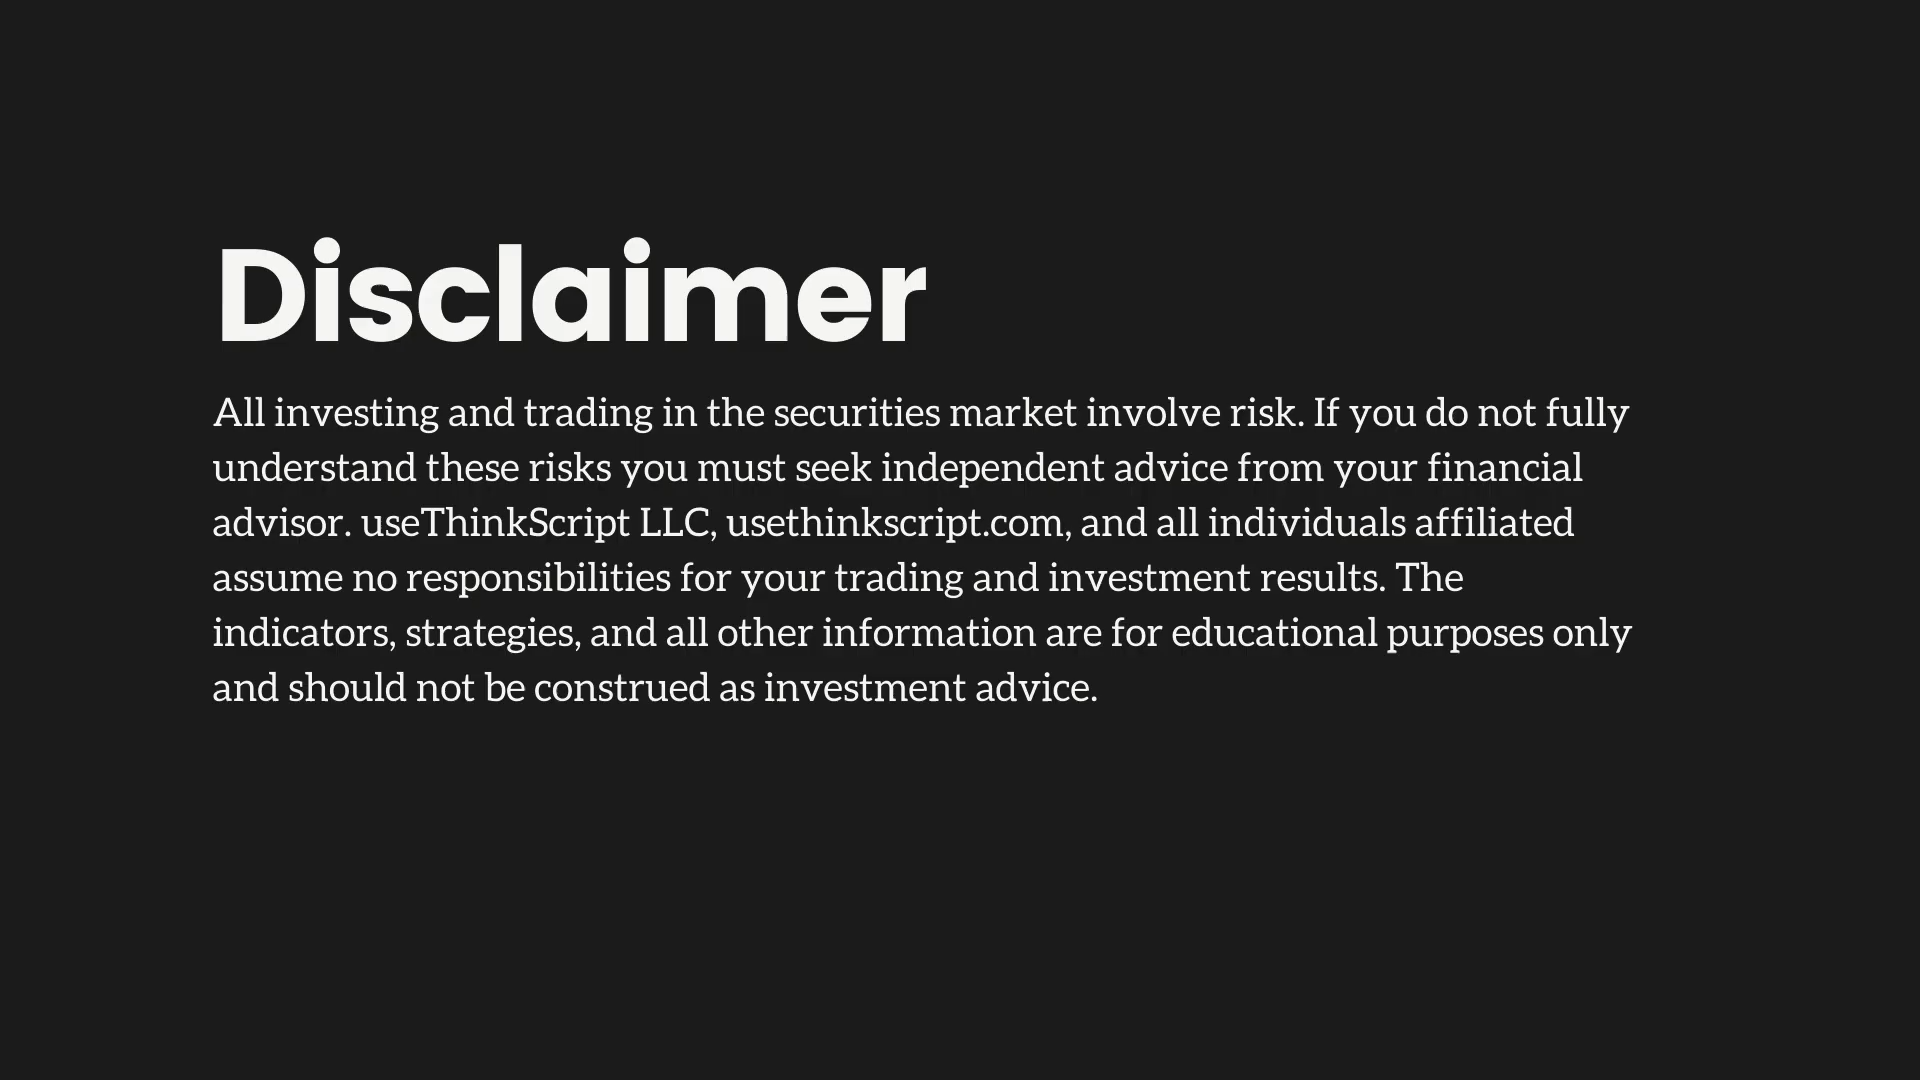 Disclaimer
All investing and trading in the securities market involve risk. If you do not fully
understand these risks you must seek independent advice from your financial
advisor. useThinkScript LLC, usethinkscript.com, and all individuals affiliated
assume no responsibilities for your trading and investment results. The
indicators, strategies, and all other information are for educational purposes only
and should not be construed as investment advice.